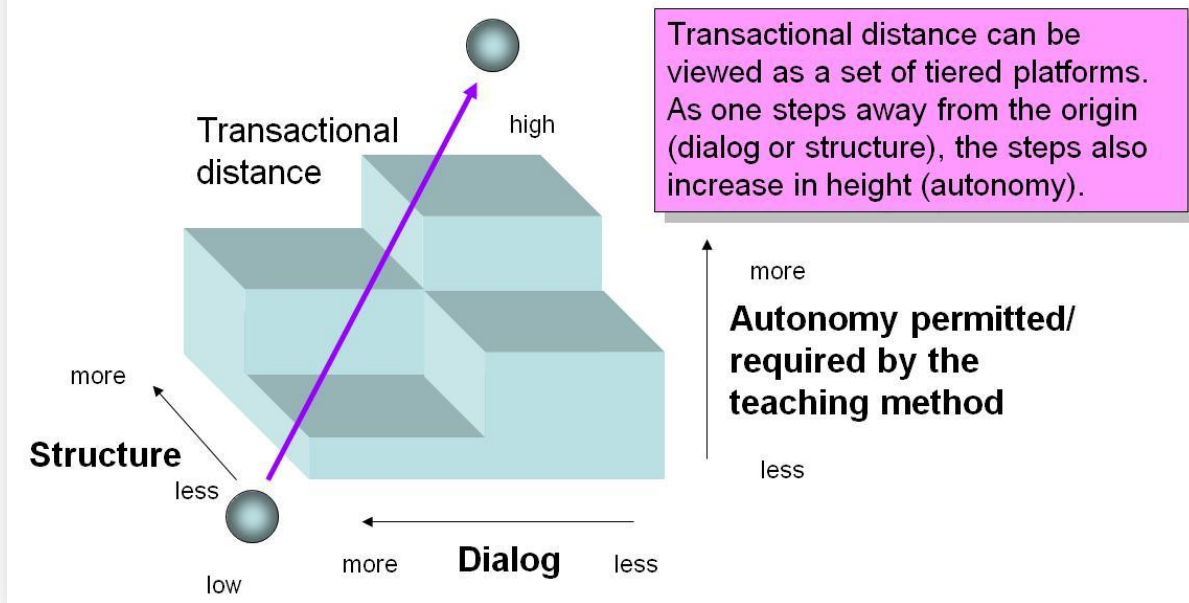 Transactional distance can be
viewed as a set of tiered platforms.
As one steps away from the origin
(dialog or structure), the steps also
increase in height (autonomy).
Transactional
distance
high
more
Autonomy permitted/
required by the
teaching method
less
more
Structure
less
low
more
Dialog
less